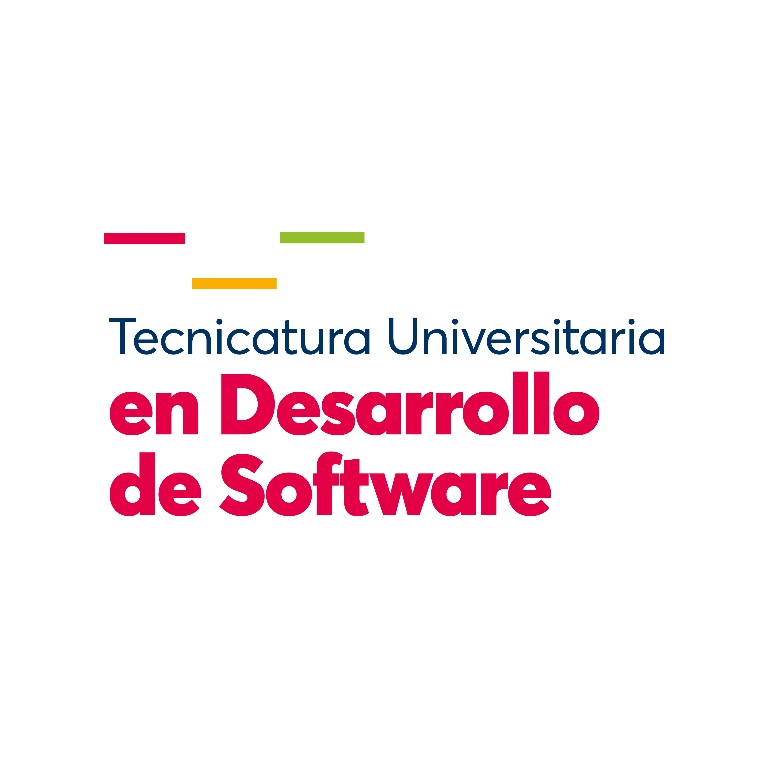 Tecnicatura Universitaria
en Desarrollo
de Software